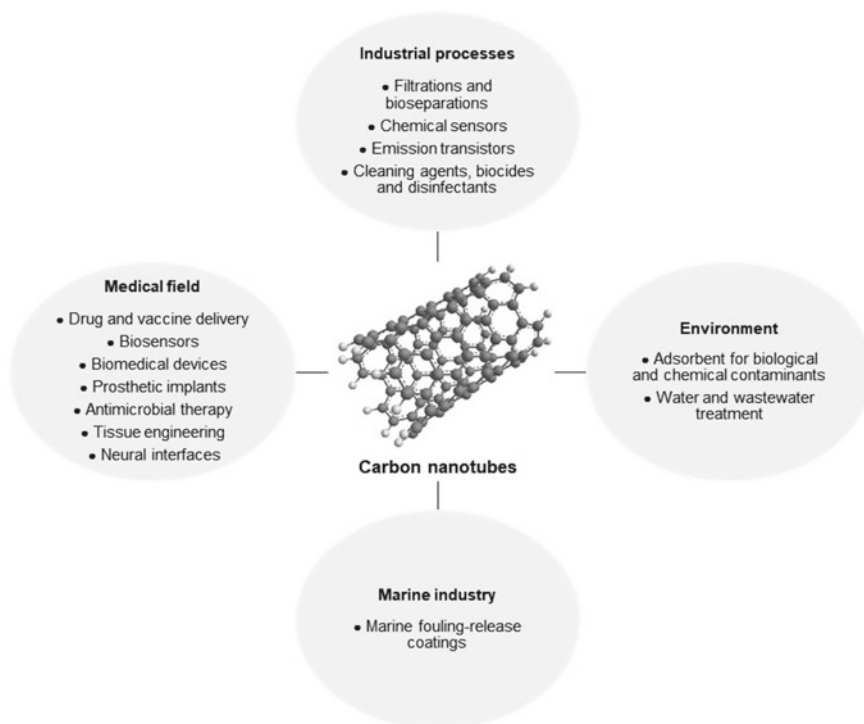 Industrial processes
• Filtrations and
bioseparations
• Chemical sensors
• Emission transistors
• Cleaning agents, biocides
and disinfectants
Medical field
• Drug and vaccine delivery
• Biosensors
• Biomedical devices
• Prosthetic implants
• Antimicrobial therapy
• Tissue engineering
• Neural interfaces
Environment
• Adsorbent for biological
and chemical contaminants
• Water and wastewater
treatment
Carbon nanotubes
Marine industry
• Marine fouling-release
coatings